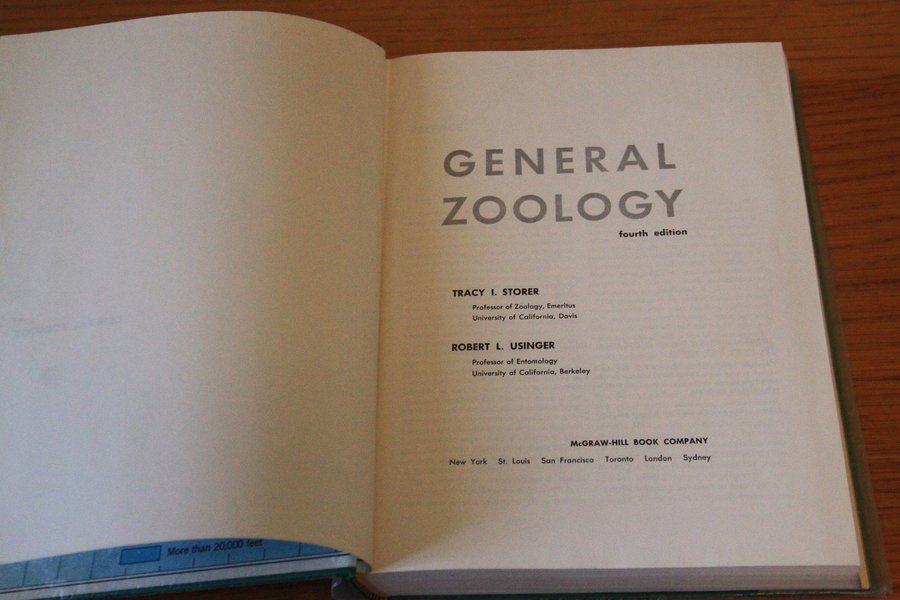 GENERAL
ZOOLOGY
fourth edition
TRACY I. STORER
Professor of Zoology, Emeritus
University of California, Davis
ROBERT L. USINGER
Professor of Entomology
University of California, Berkeley
McGRAW-HILL BOOK COMPANY
New York St. Louis San Francisco Toronto London Sydney
More than 20,000 feet